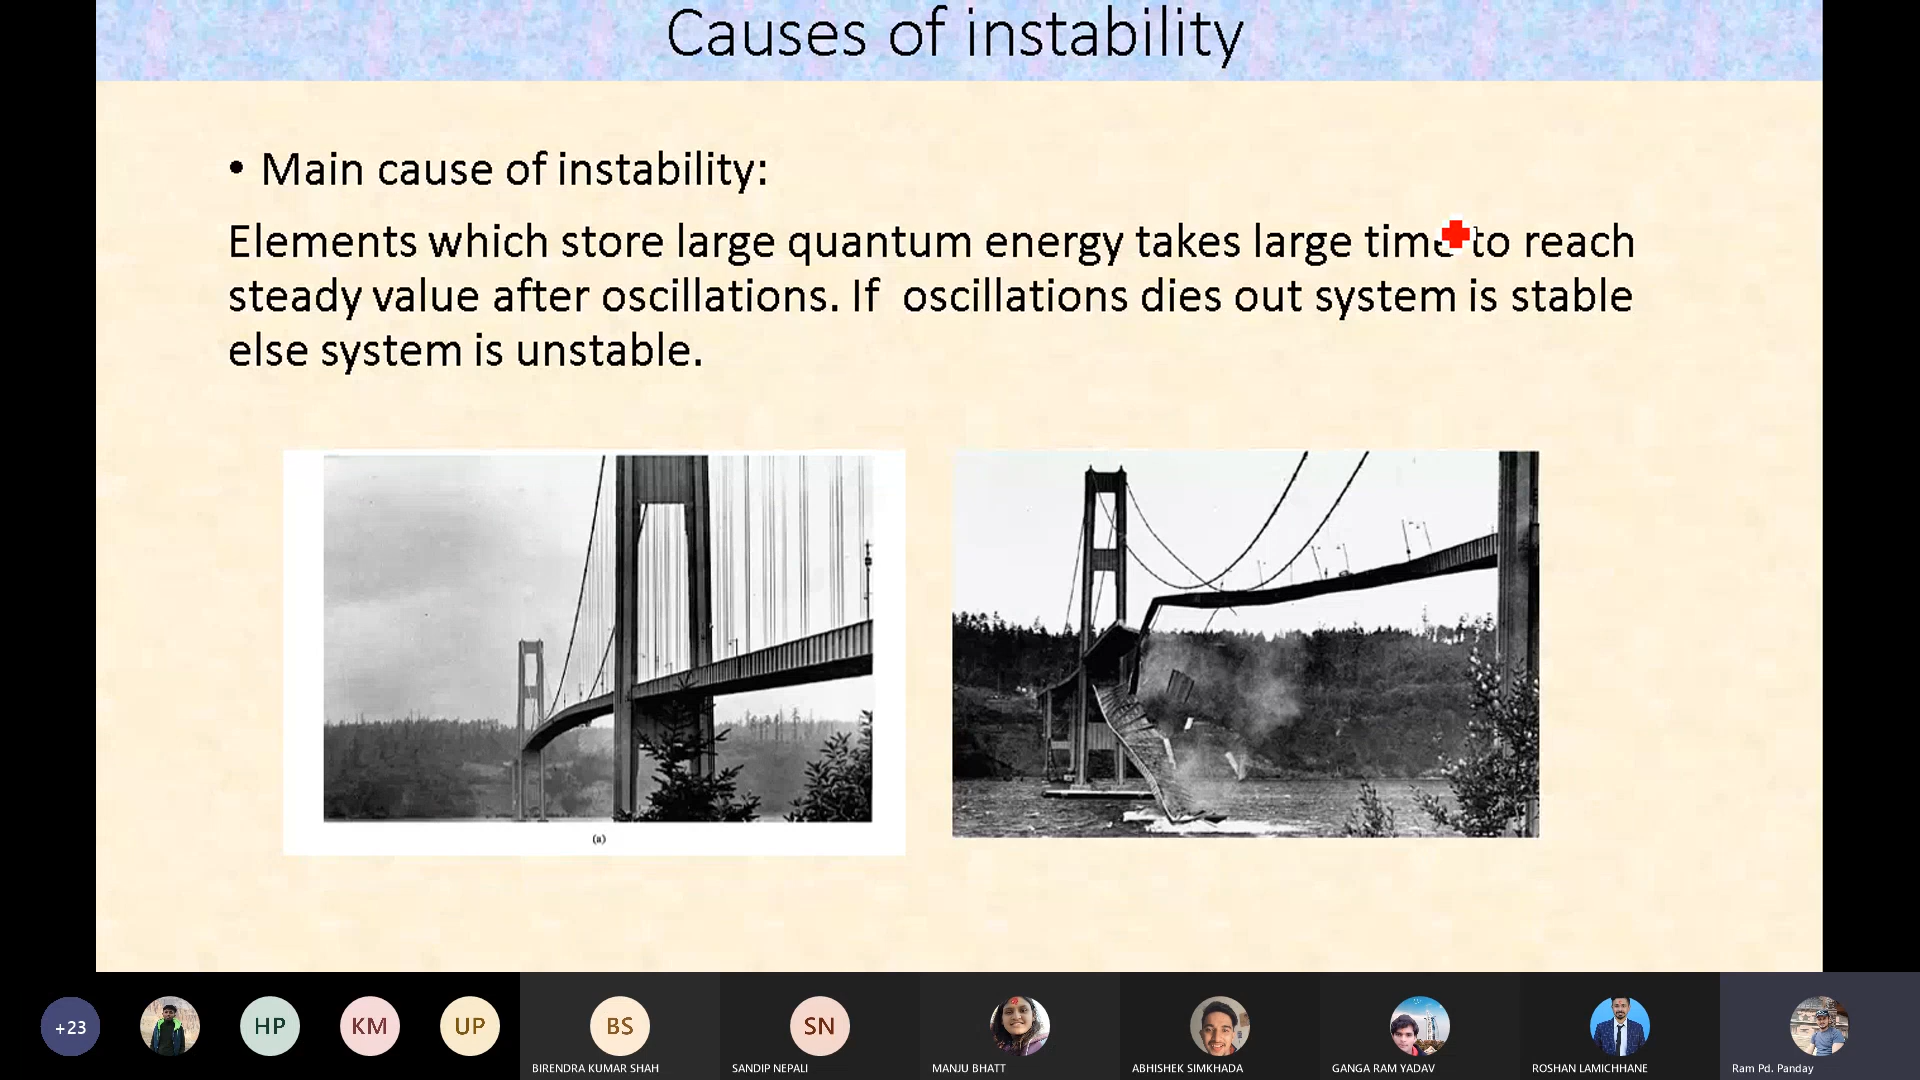 Causes of instability
• Main cause of instability:
Elements which store large quantum energy takes large time to reach
steady value after oscillations. If oscillations dies out system is stable
else system is unstable.
(a)
+23
HP
KM
UP
BS
SN
BIRENDRA KUMAR SHAH
SANDIP NEPALI
MANJU BHATT
ABHISHEK SIMKHADA
GANGA RAM YADAV
ROSHAN LAMICHHANE
Ram Pd. Panday